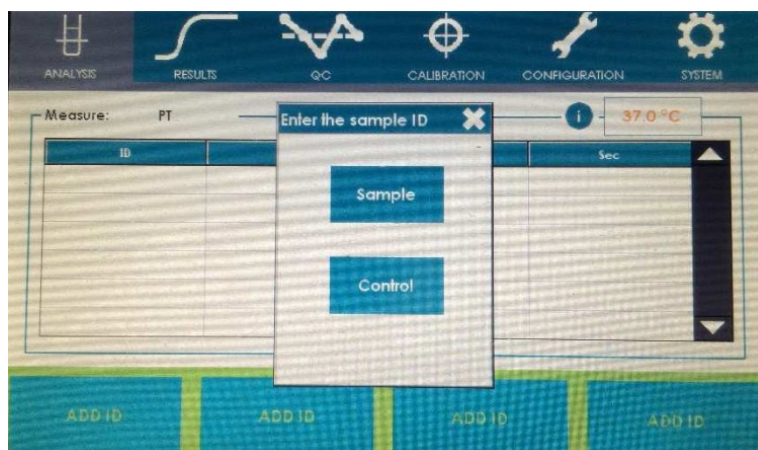 ANALYSIS RESULTS QC CALIBRATION CONFIGURATION SYSTEM
Measure: PT Enter the sample ID i 37.0 °C
ID Sec
Sample
Control
ADD ID ADD ID ADD ID ADD ID